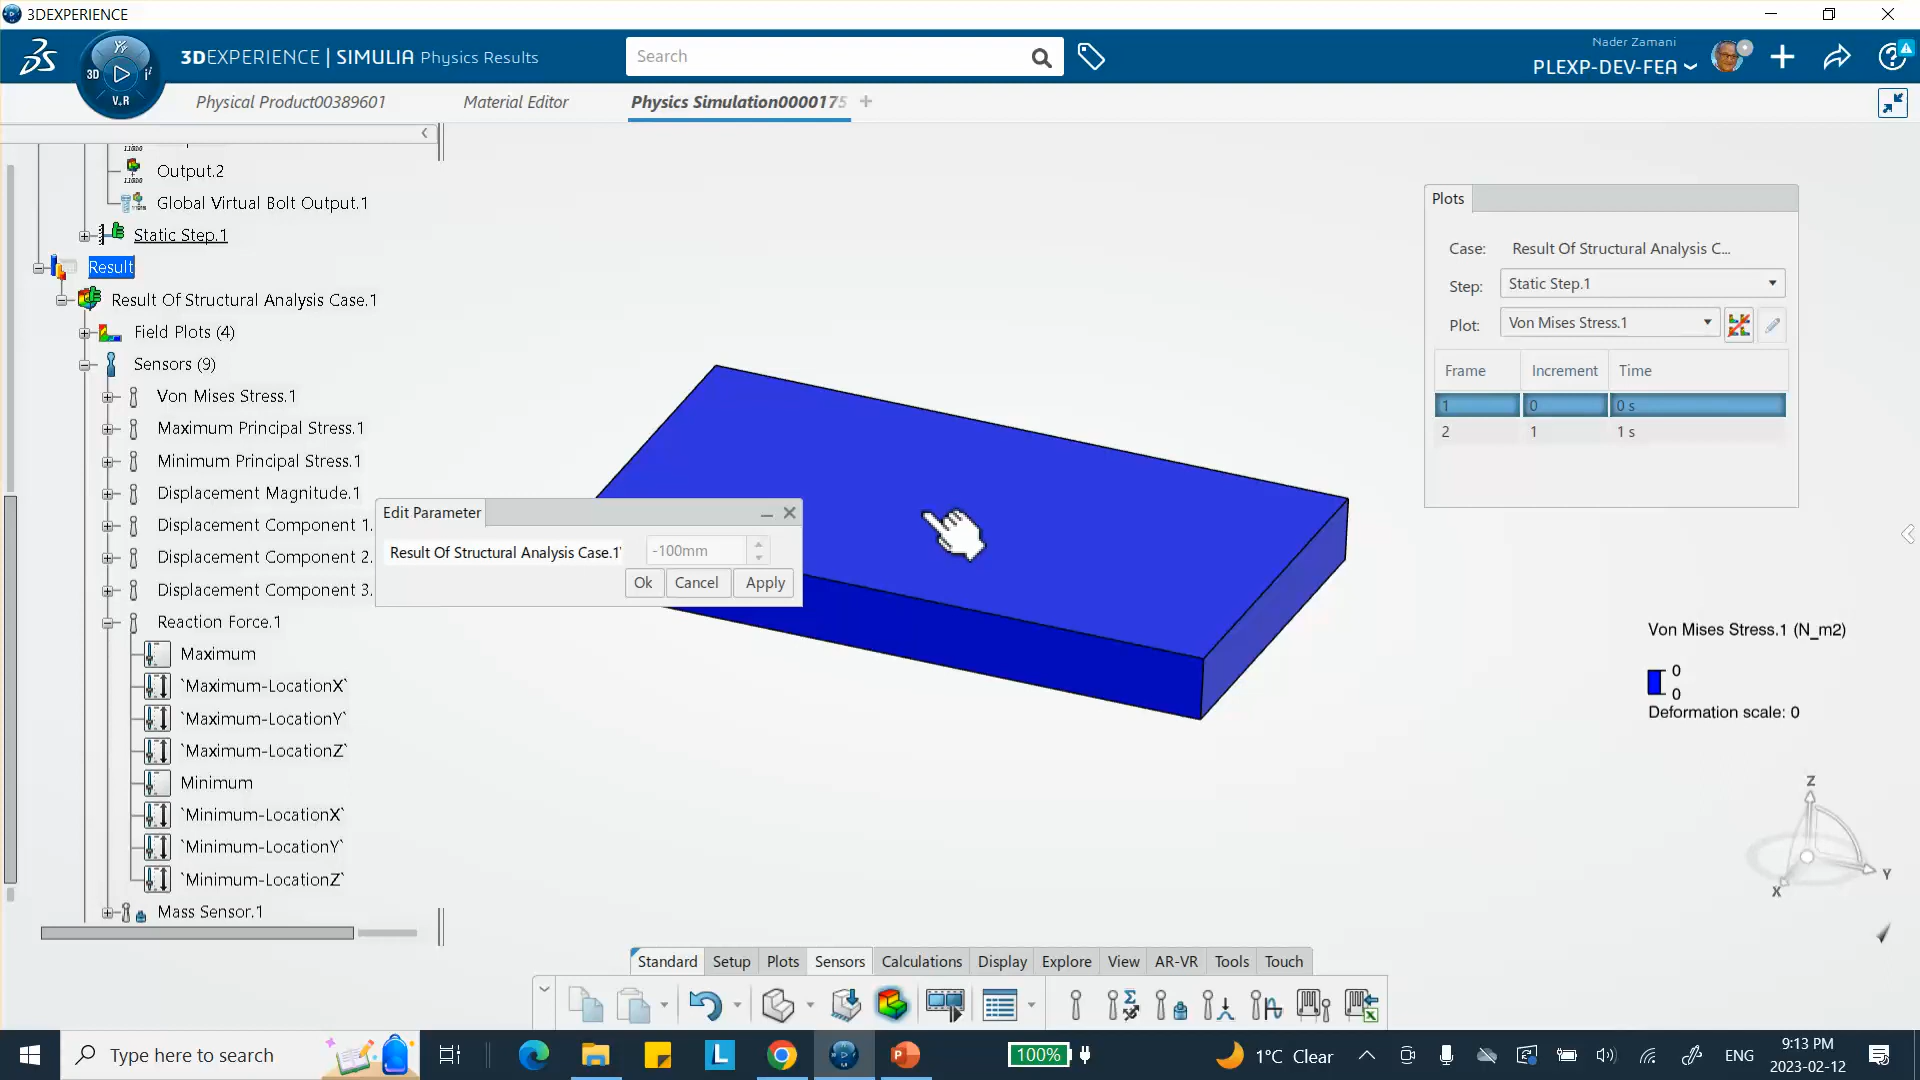 3DEXPERIENCE
3DEXPERIENCE | SIMULIA Physics Results
Search
Nader Zamani
PLEXP-DEV-FEA
3D
V.R
Physical Product00389601
Material Editor
Physics Simulation0000175
Output.2
Global Virtual Bolt Output.1
Static Step.1
Result
Result Of Structural Analysis Case.1
Field Plots (4)
Sensors (9)
Von Mises Stress.1
Maximum Principal Stress.1
Minimum Principal Stress.1
Displacement Magnitude.1
Displacement Component 1.
Displacement Component 2.
Displacement Component 3.
Reaction Force.1
Maximum
`Maximum-LocationX`
`Maximum-LocationY`
`Maximum-LocationZ`
Minimum
`Minimum-LocationX`
`Minimum-LocationY`
`Minimum-LocationZ`
Mass Sensor.1
Edit Parameter
Result Of Structural Analysis Case.1
-100mm
Ok
Cancel
Apply
Plots
Case: Result Of Structural Analysis C...
Step: Static Step.1
Plot: Von Mises Stress.1
Frame Increment Time
1 0 0 s
2 1 1 s
Von Mises Stress.1 (N_m2)
0
0
Deformation scale: 0
Z
Y
X
Standard Setup Plots Sensors Calculations Display Explore View AR-VR Tools Touch
Type here to search
100%
1°C Clear
ENG
9:13 PM
2023-02-12